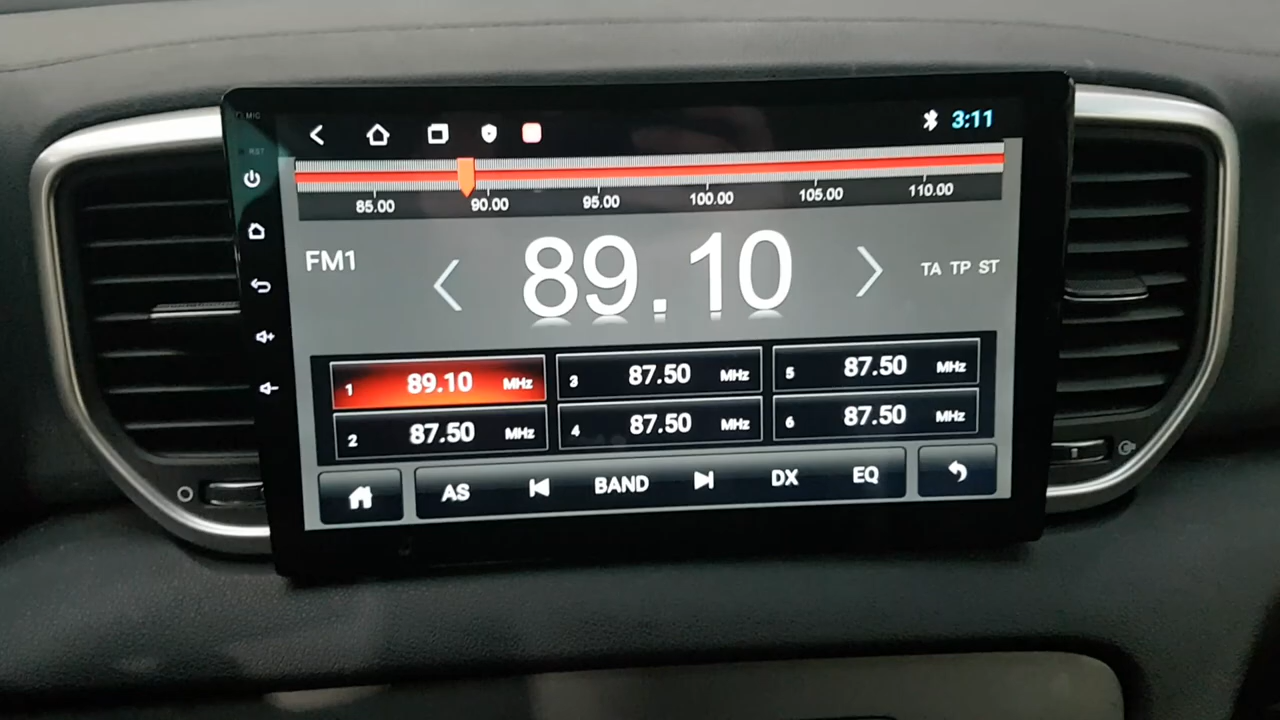 MIC
3:11
RST
85.00 90.00 95.00 100.00 105.00 110.00
FM1
89.10
TA TP ST
1 89.10 MHz
3 87.50 MHz
5 87.50 MHz
2 87.50 MHz
4 87.50 MHz
6 87.50 MHz
AS BAND DX EQ